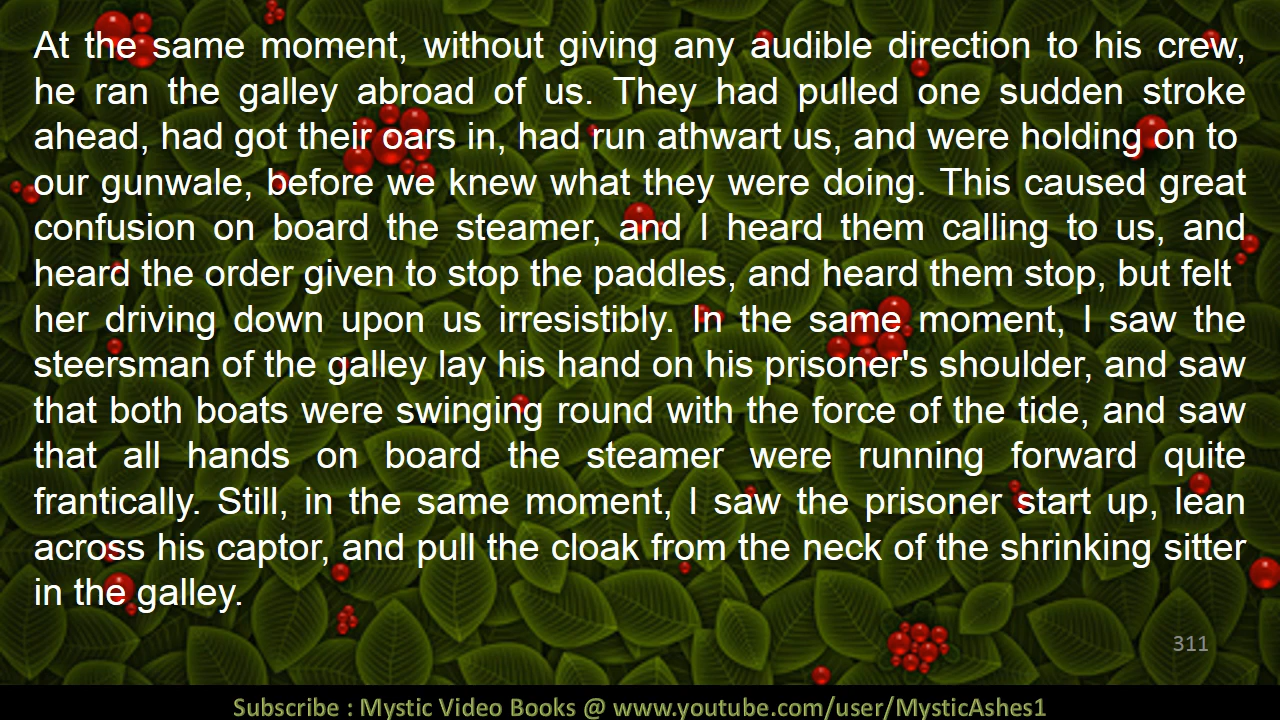 At the same moment, without giving any audible direction to his crew,
he ran the galley abroad of us. They had pulled one sudden stroke
ahead, had got their oars in, had run athwart us, and were holding on to
our gunwale, before we knew what they were doing. This caused great
confusion on board the steamer, and I heard them calling to us, and
heard the order given to stop the paddles, and heard them stop, but felt
her driving down upon us irresistibly. In the same moment, I saw the
steersman of the galley lay his hand on his prisoner's shoulder, and saw
that both boats were swinging round with the force of the tide, and saw
that all hands on board the steamer were running forward quite
frantically. Still, in the same moment, I saw the prisoner start up, lean
across his captor, and pull the cloak from the neck of the shrinking sitter
in the galley.
311
Subscribe : Mystic Video Books @ www.youtube.com/user/MysticAshes1